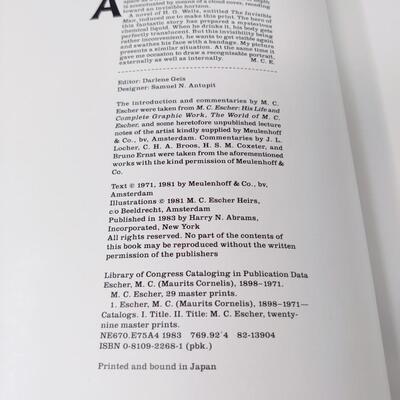 A
somewhat by means of a cloud cover, receding
toward an invisible horizon.
A novel of H. G. Wells, entitled The Invisible
Man, induced me to make this print. The hero of
this fantastic story has prepared a mysterious
chemical liquid. When he drinks it, his body gets
transparent. But this invisibility being
rather inconvenient, he wants to get visible again
and swathes his face with a bandage. My picture
presents a similar situation. At the same time it
gave me occasion to draw a recognisable portrait,
externally as well as internally. M. C. E.
Editor: Darlene Geis
Designer: Samuel N. Antupit
The introduction and commentaries by M. C.
Escher were taken from M. C. Escher: His Life and
Complete Graphic Work, The World of M. C.
Escher, and some heretofore unpublished lecture
notes of the artist kindly supplied by Meulenhoff
& Co., bv, Amsterdam. Commentaries by J. L.
Locher, C. H. A. Broos, H. S. M. Coxeter, and
Bruno Ernst were taken from the aforementioned
works with the kind permission of Meulenhoff &
Co.
Text © 1971, 1981 by Meulenhoff & Co., bv,
Amsterdam
Illustrations © 1981 M. C. Escher Heirs,
c/o Beeldrecht, Amsterdam
Published in 1983 by Harry N. Abrams,
Incorporated, New York
All rights reserved. No part of the contents of
this book may be reproduced without the written
permission of the publishers
Library of Congress Cataloging in Publication Data
Escher, M. C. (Maurits Cornelis), 1898-1971.
M. C. Escher, 29 master prints.
1. Escher, M. C. (Maurits Cornelis), 1898-1971—
Catalogs. I. Title. II. Title: M. C. Escher, twenty-
nine master prints.
NE670.E75A4 1983 769.92'4 82-13904
ISBN 0-8109-2268-1 (pbk.)
Printed and bound in Japan